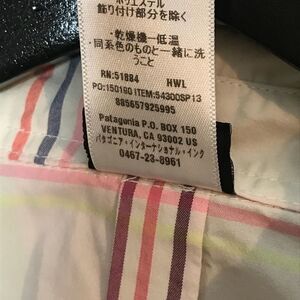 ポリエステル
飾り付け部分を除く
・乾燥機・低温
・同系色のものと一緒に洗
うこと
RN:51884 HWL
PO:150190 ITEM:54300SP13
885657925995
Patagonia P.O. BOX 150
VENTURA, CA 93002 US
パタゴニア・インターナショナル・インク
0467-23-8961